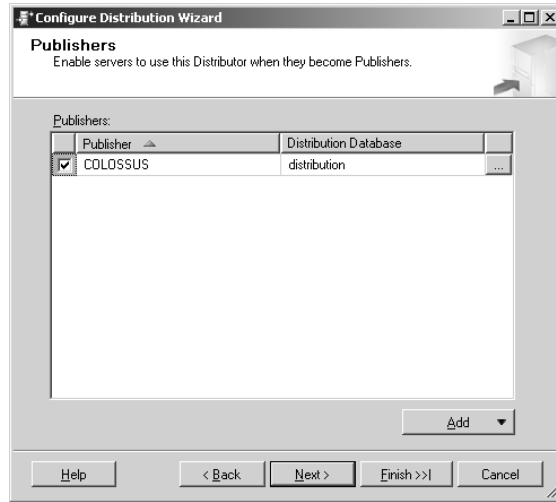 *Configure Distribution Wizard
Publishers
Enable servers to use this Distributor when they become Publishers.
Publishers:
Publisher Distribution Database
COLOSSUS distribution ...
Add
Help < Back Next > Finish >>| Cancel